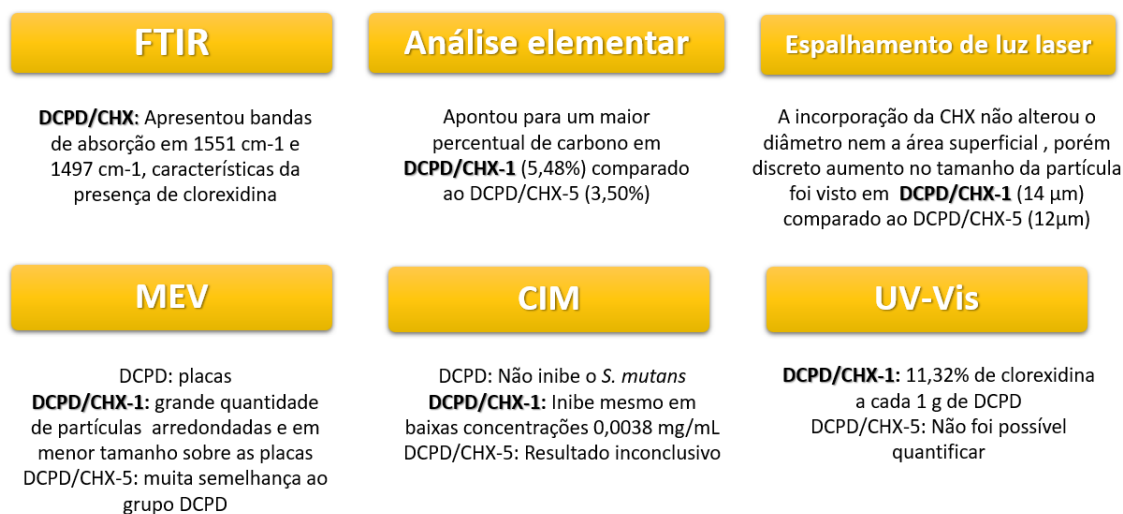 FTIR
DCPD/CHX: Apresentou bandas
de absorção em 1551 cm-1 e
1497 cm-1, características da
presença de clorexidina
Análise elementar
Apontou para um maior
percentual de carbono em
DCPD/CHX-1 (5,48%) comparado
ao DCPD/CHX-5 (3,50%)
Espalhamento de luz laser
A incorporação da CHX não alterou o
diâmetro nem a área superficial , porém
discreto aumento no tamanho da partícula
foi visto em DCPD/CHX-1 (14 µm)
comparado ao DCPD/CHX-5 (12µm)
MEV
DCPD: placas
DCPD/CHX-1: grande quantidade
de partículas arredondadas e em
menor tamanho sobre as placas
DCPD/CHX-5: muita semelhança ao
grupo DCPD
CIM
DCPD: Não inibe o S. mutans
DCPD/CHX-1: Inibe mesmo em
baixas concentrações 0,0038 mg/mL
DCPD/CHX-5: Resultado inconclusivo
UV-Vis
DCPD/CHX-1: 11,32% de clorexidina
a cada 1 g de DCPD
DCPD/CHX-5: Não foi possível
quantificar